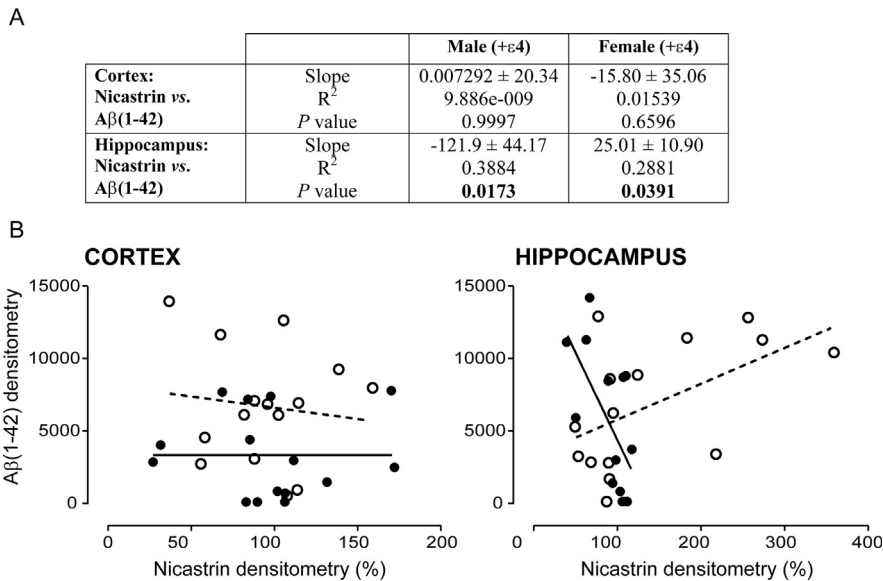 A
Male (+ε4) Female (+ε4)
Cortex: Slope 0.007292 ± 20.34 -15.80 ± 35.06
Nicastrin vs. R² 9.886e-009 0.01539
Aβ(1-42) P value 0.9997 0.6596
Hippocampus: Slope -121.9 ± 44.17 25.01 ± 10.90
Nicastrin vs. R² 0.3884 0.2881
Aβ(1-42) P value 0.0173 0.0391
B
CORTEX HIPPOCAMPUS
15000 15000
10000 10000
5000 5000
0 0
Aβ(1-42) densitometry
0 50 100 150 200 0 100 200 300 400
Nicastrin densitometry (%) Nicastrin densitometry (%)